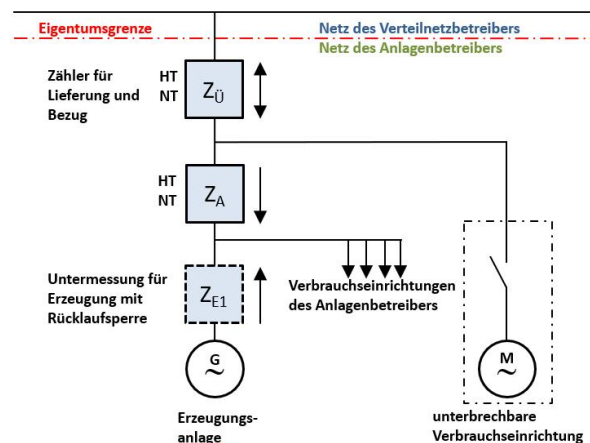 Eigentumsgrenze
Netz des Verteilnetzbetreibers
Netz des Anlagenbetreibers
Zähler für
Lieferung und
Bezug
HT
NT
ZÜ
HT
NT
ZA
Untermessung für
Erzeugung mit
Rücklaufsperre
ZE1
Verbrauchseinrichtungen
des Anlagenbetreibers
G
~
M
~
Erzeugungs-
anlage
unterbrechbare
Verbrauchseinrichtung